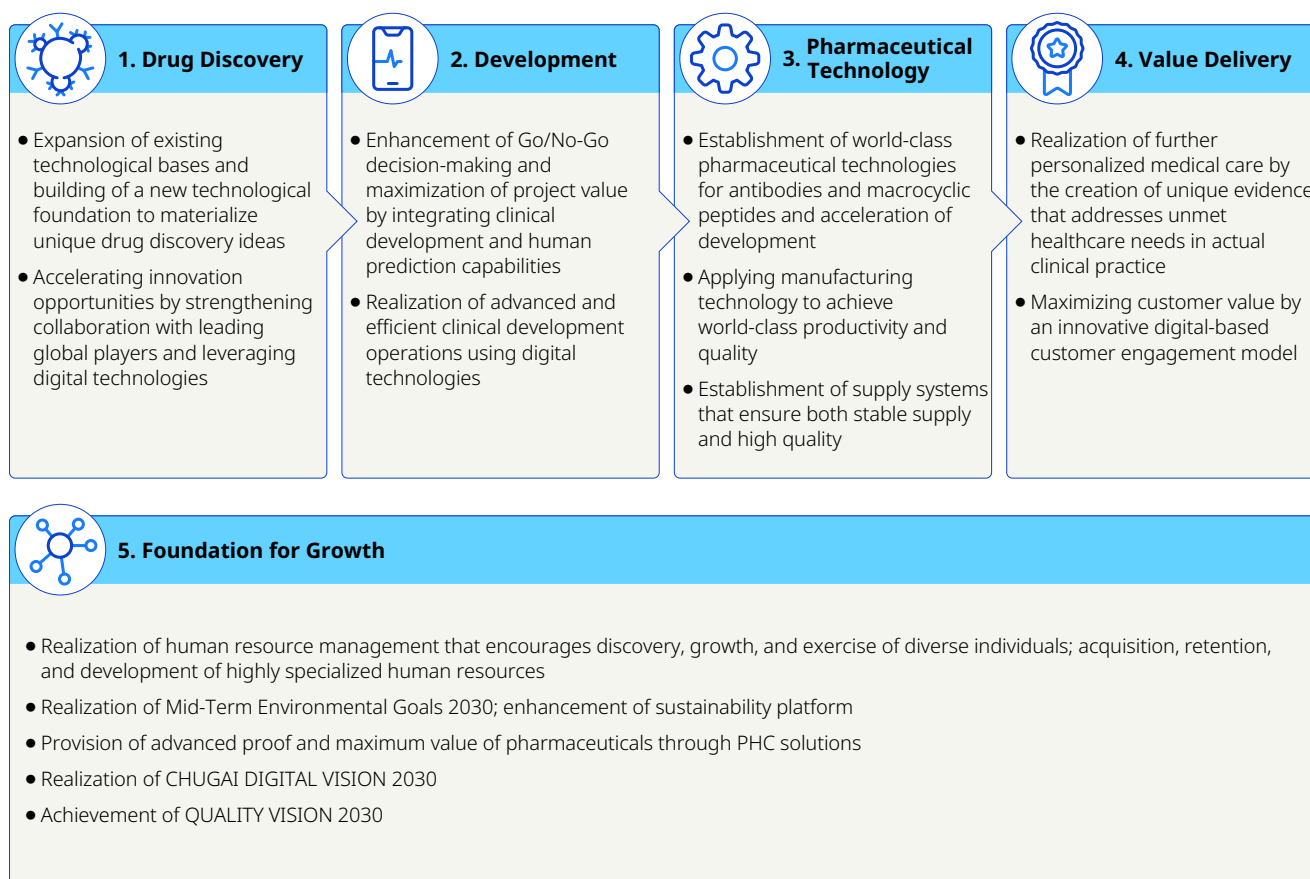 1. Drug Discovery
● Expansion of existing
technological bases and
building of a new technological
foundation to materialize
unique drug discovery ideas
● Accelerating innovation
opportunities by strengthening
collaboration with leading
global players and leveraging
digital technologies
2. Development
● Enhancement of Go/No-Go
decision-making and
maximization of project value
by integrating clinical
development and human
prediction capabilities
● Realization of advanced and
efficient clinical development
operations using digital
technologies
3. Pharmaceutical
Technology
● Establishment of world-class
pharmaceutical technologies
for antibodies and macrocyclic
peptides and acceleration of
development
● Applying manufacturing
technology to achieve
world-class productivity and
quality
● Establishment of supply systems
that ensure both stable supply
and high quality
4. Value Delivery
● Realization of further
personalized medical care by
the creation of unique evidence
that addresses unmet
healthcare needs in actual
clinical practice
● Maximizing customer value by
an innovative digital-based
customer engagement model
5. Foundation for Growth
● Realization of human resource management that encourages discovery, growth, and exercise of diverse individuals; acquisition, retention,
and development of highly specialized human resources
● Realization of Mid-Term Environmental Goals 2030; enhancement of sustainability platform
● Provision of advanced proof and maximum value of pharmaceuticals through PHC solutions
● Realization of CHUGAI DIGITAL VISION 2030
● Achievement of QUALITY VISION 2030